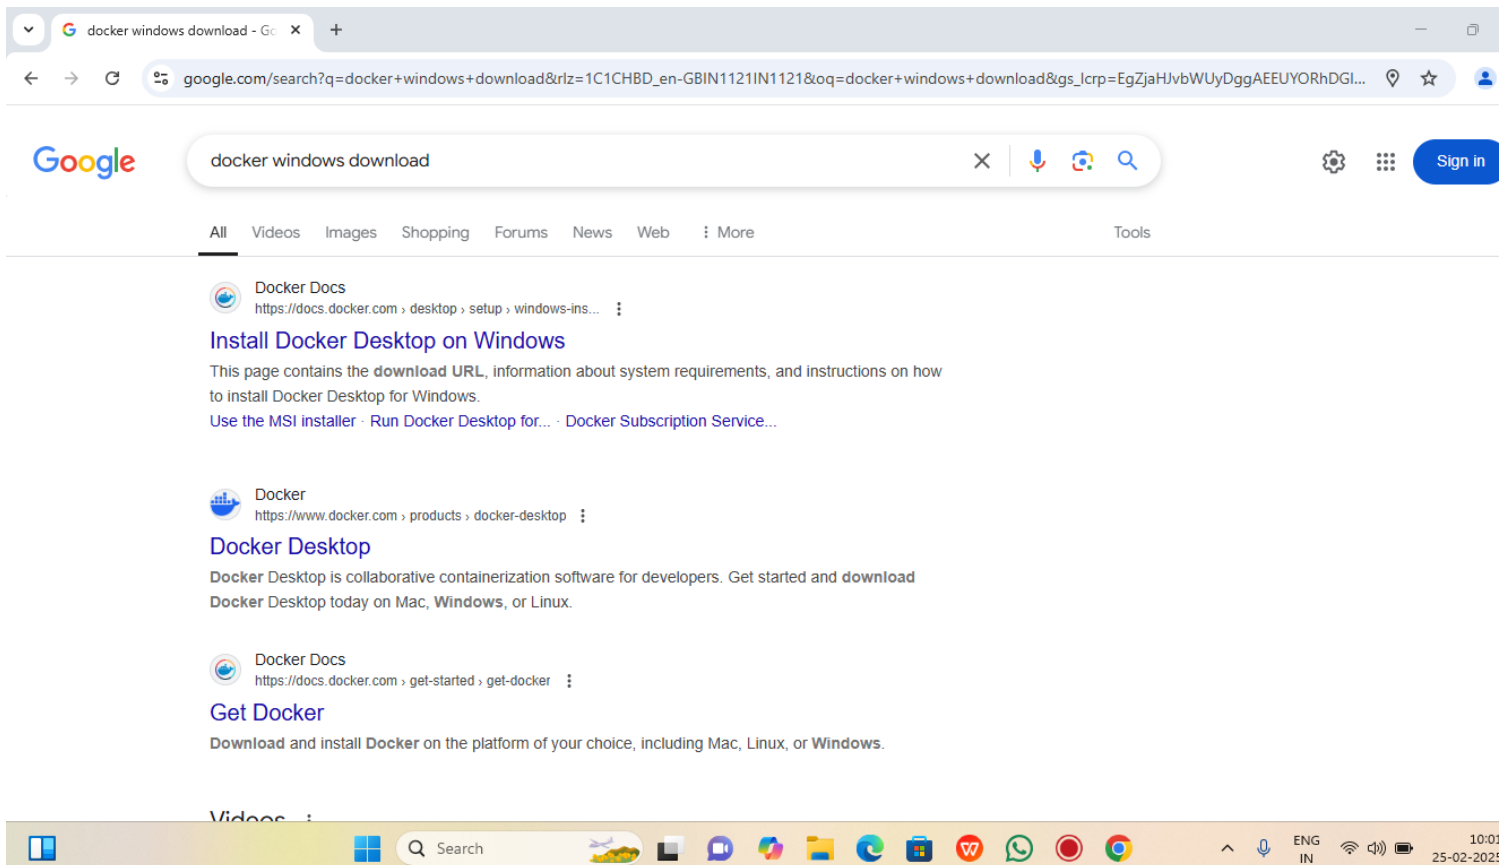 docker windows download - Gc
google.com/search?q=docker+windows+download&rlz=1C1CHBD_en-GBIN1121IN1121&oq=docker+windows+download&gs_lcrp=EgZjaHJvbWUyDggAEEUYORhDGI...
Google
docker windows download
Sign in
All Videos Images Shopping Forums News Web More Tools
Docker Docs
https://docs.docker.com › desktop › setup › windows-ins...
Install Docker Desktop on Windows
This page contains the download URL, information about system requirements, and instructions on how
to install Docker Desktop for Windows.
Use the MSI installer · Run Docker Desktop for... · Docker Subscription Service...
Docker
https://www.docker.com › products › docker-desktop
Docker Desktop
Docker Desktop is collaborative containerization software for developers. Get started and download
Docker Desktop today on Mac, Windows, or Linux.
Docker Docs
https://docs.docker.com › get-started › get-docker
Get Docker
Download and install Docker on the platform of your choice, including Mac, Linux, or Windows.
Videos
Search
ENG
IN
10:01
25-02-2025